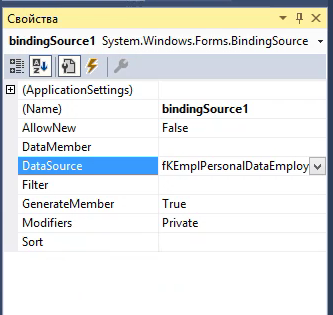 Свойства
bindingSource1 System.Windows.Forms.BindingSource
(ApplicationSettings)
(Name) bindingSource1
AllowNew False
DataMember
DataSource fKEmplPersonalDataEmploy
Filter
GenerateMember True
Modifiers Private
Sort